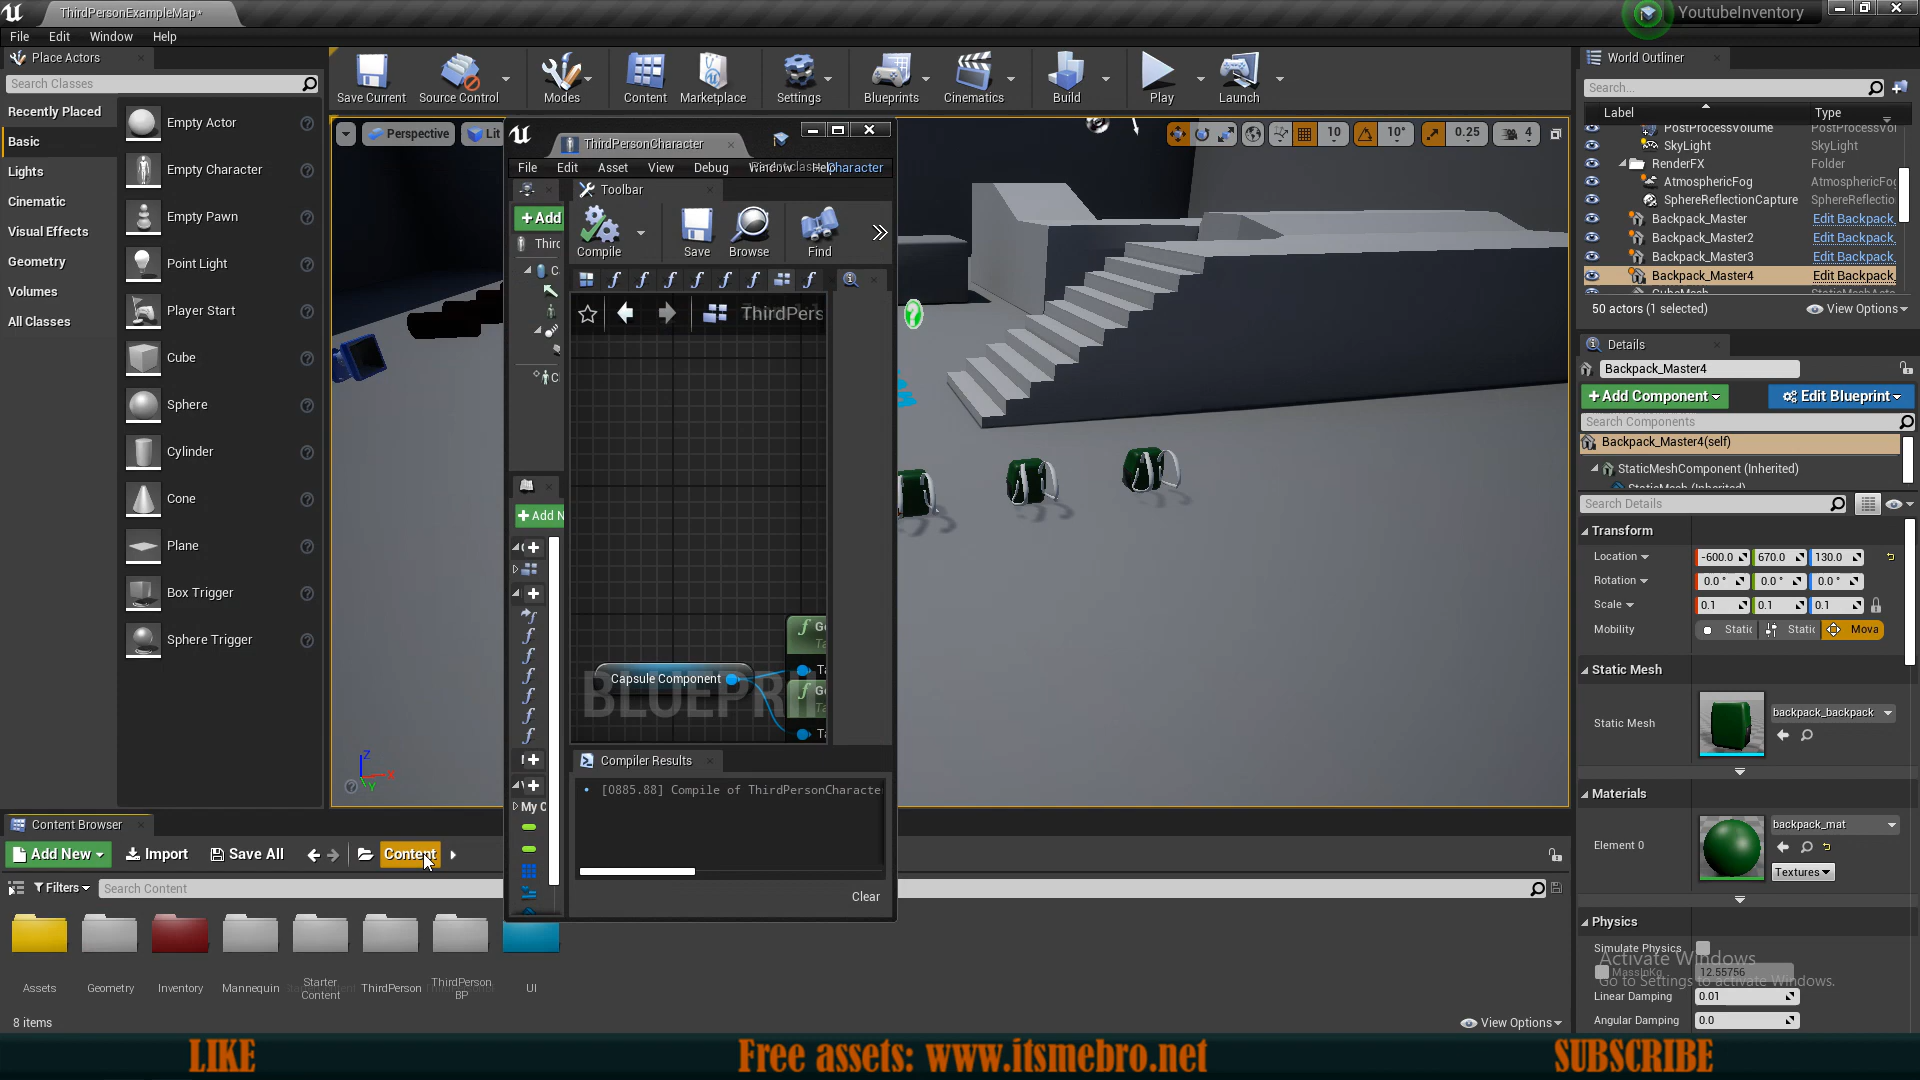 ThirdPersonExampleMap*
YoutubeInventory
File Edit Window Help
Place Actors
Search Classes
Recently Placed
Basic
Lights
Cinematic
Visual Effects
Geometry
Volumes
All Classes
Empty Actor
Empty Character
Empty Pawn
Point Light
Player Start
Cube
Sphere
Cylinder
Cone
Plane
Box Trigger
Sphere Trigger
Save Current Source Control Modes Content Marketplace Settings Blueprints Cinematics Build Play Launch
Perspective Lit
10 10° 0.25 4
ThirdPersonCharacter
File Edit Asset View Debug Window Help
Character
Toolbar
+Add
Compile Save Browse Find
ThirdPers
Capsule Component
BLUEPRI
+Add N
My C
Compiler Results
[0885.88] Compile of ThirdPersonCharacte
Clear
World Outliner
Search...
Label Type
PostProcessVolume PostProcessVol
SkyLight SkyLight
RenderFX Folder
AtmosphericFog AtmosphericFog
SphereReflectionCapture SphereReflectio
Backpack_Master Edit Backpack_
Backpack_Master2 Edit Backpack_
Backpack_Master3 Edit Backpack_
Backpack_Master4 Edit Backpack_
50 actors (1 selected) View Options
Details
Backpack_Master4
+Add Component Edit Blueprint
Search Components
Backpack_Master4(self)
StaticMeshComponent (Inherited)
StaticMesh (Inherited)
Search Details
Transform
Location -600.0 670.0 130.0
Rotation 0.0° 0.0° 0.0°
Scale 0.1 0.1 0.1
Mobility Static Static Mova
Static Mesh
Static Mesh backpack_backpack
Materials
Element 0 backpack_mat
Textures
Physics
Simulate Physics
MassInKg 12.55756
Linear Damping 0.01
Angular Damping 0.0
Activate Windows
Go to Settings to activate Windows.
Content Browser
Add New Import Save All Content
Filters Search Content
Assets Geometry Inventory Mannequin Starter Content ThirdPerson ThirdPerson BP UI
8 items View Options
LIKE Free assets: www.itsmebro.net SUBSCRIBE